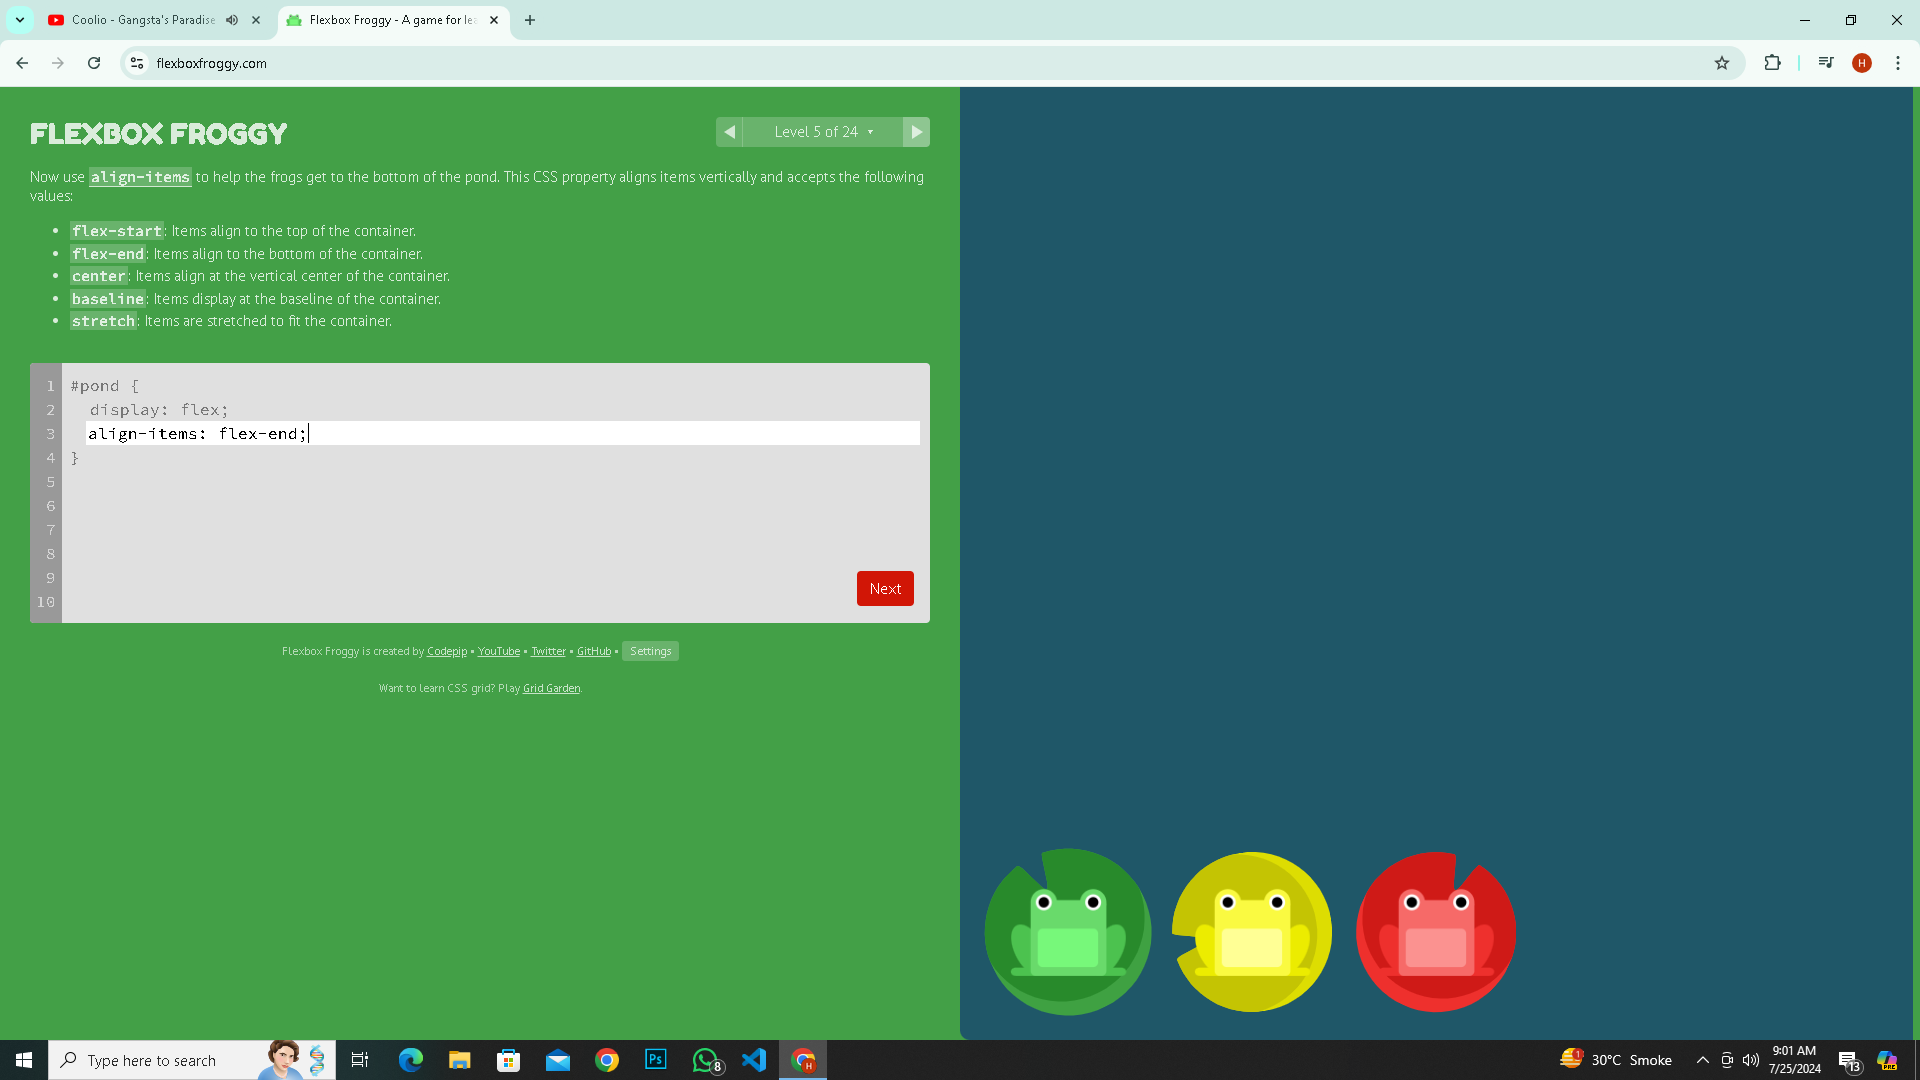 Coolio - Gangsta's Paradise
Flexbox Froggy - A game for lea
flexboxfroggy.com
H
FLEXBOX FROGGY
Level 5 of 24
Now use align-items to help the frogs get to the bottom of the pond. This CSS property aligns items vertically and accepts the following
values:
• flex-start: Items align to the top of the container.
• flex-end: Items align to the bottom of the container.
• center: Items align at the vertical center of the container.
• baseline: Items display at the baseline of the container.
• stretch: Items are stretched to fit the container.
1 #pond {
2 display: flex;
3 align-items: flex-end;
4 }
5
6
7
8
9
10
Next
Flexbox Froggy is created by Codepip • YouTube • Twitter • GitHub • Settings
Want to learn CSS grid? Play Grid Garden.
Type here to search
Ps
8
H
1
30°C Smoke
9:01 AM
7/25/2024
13
PRE